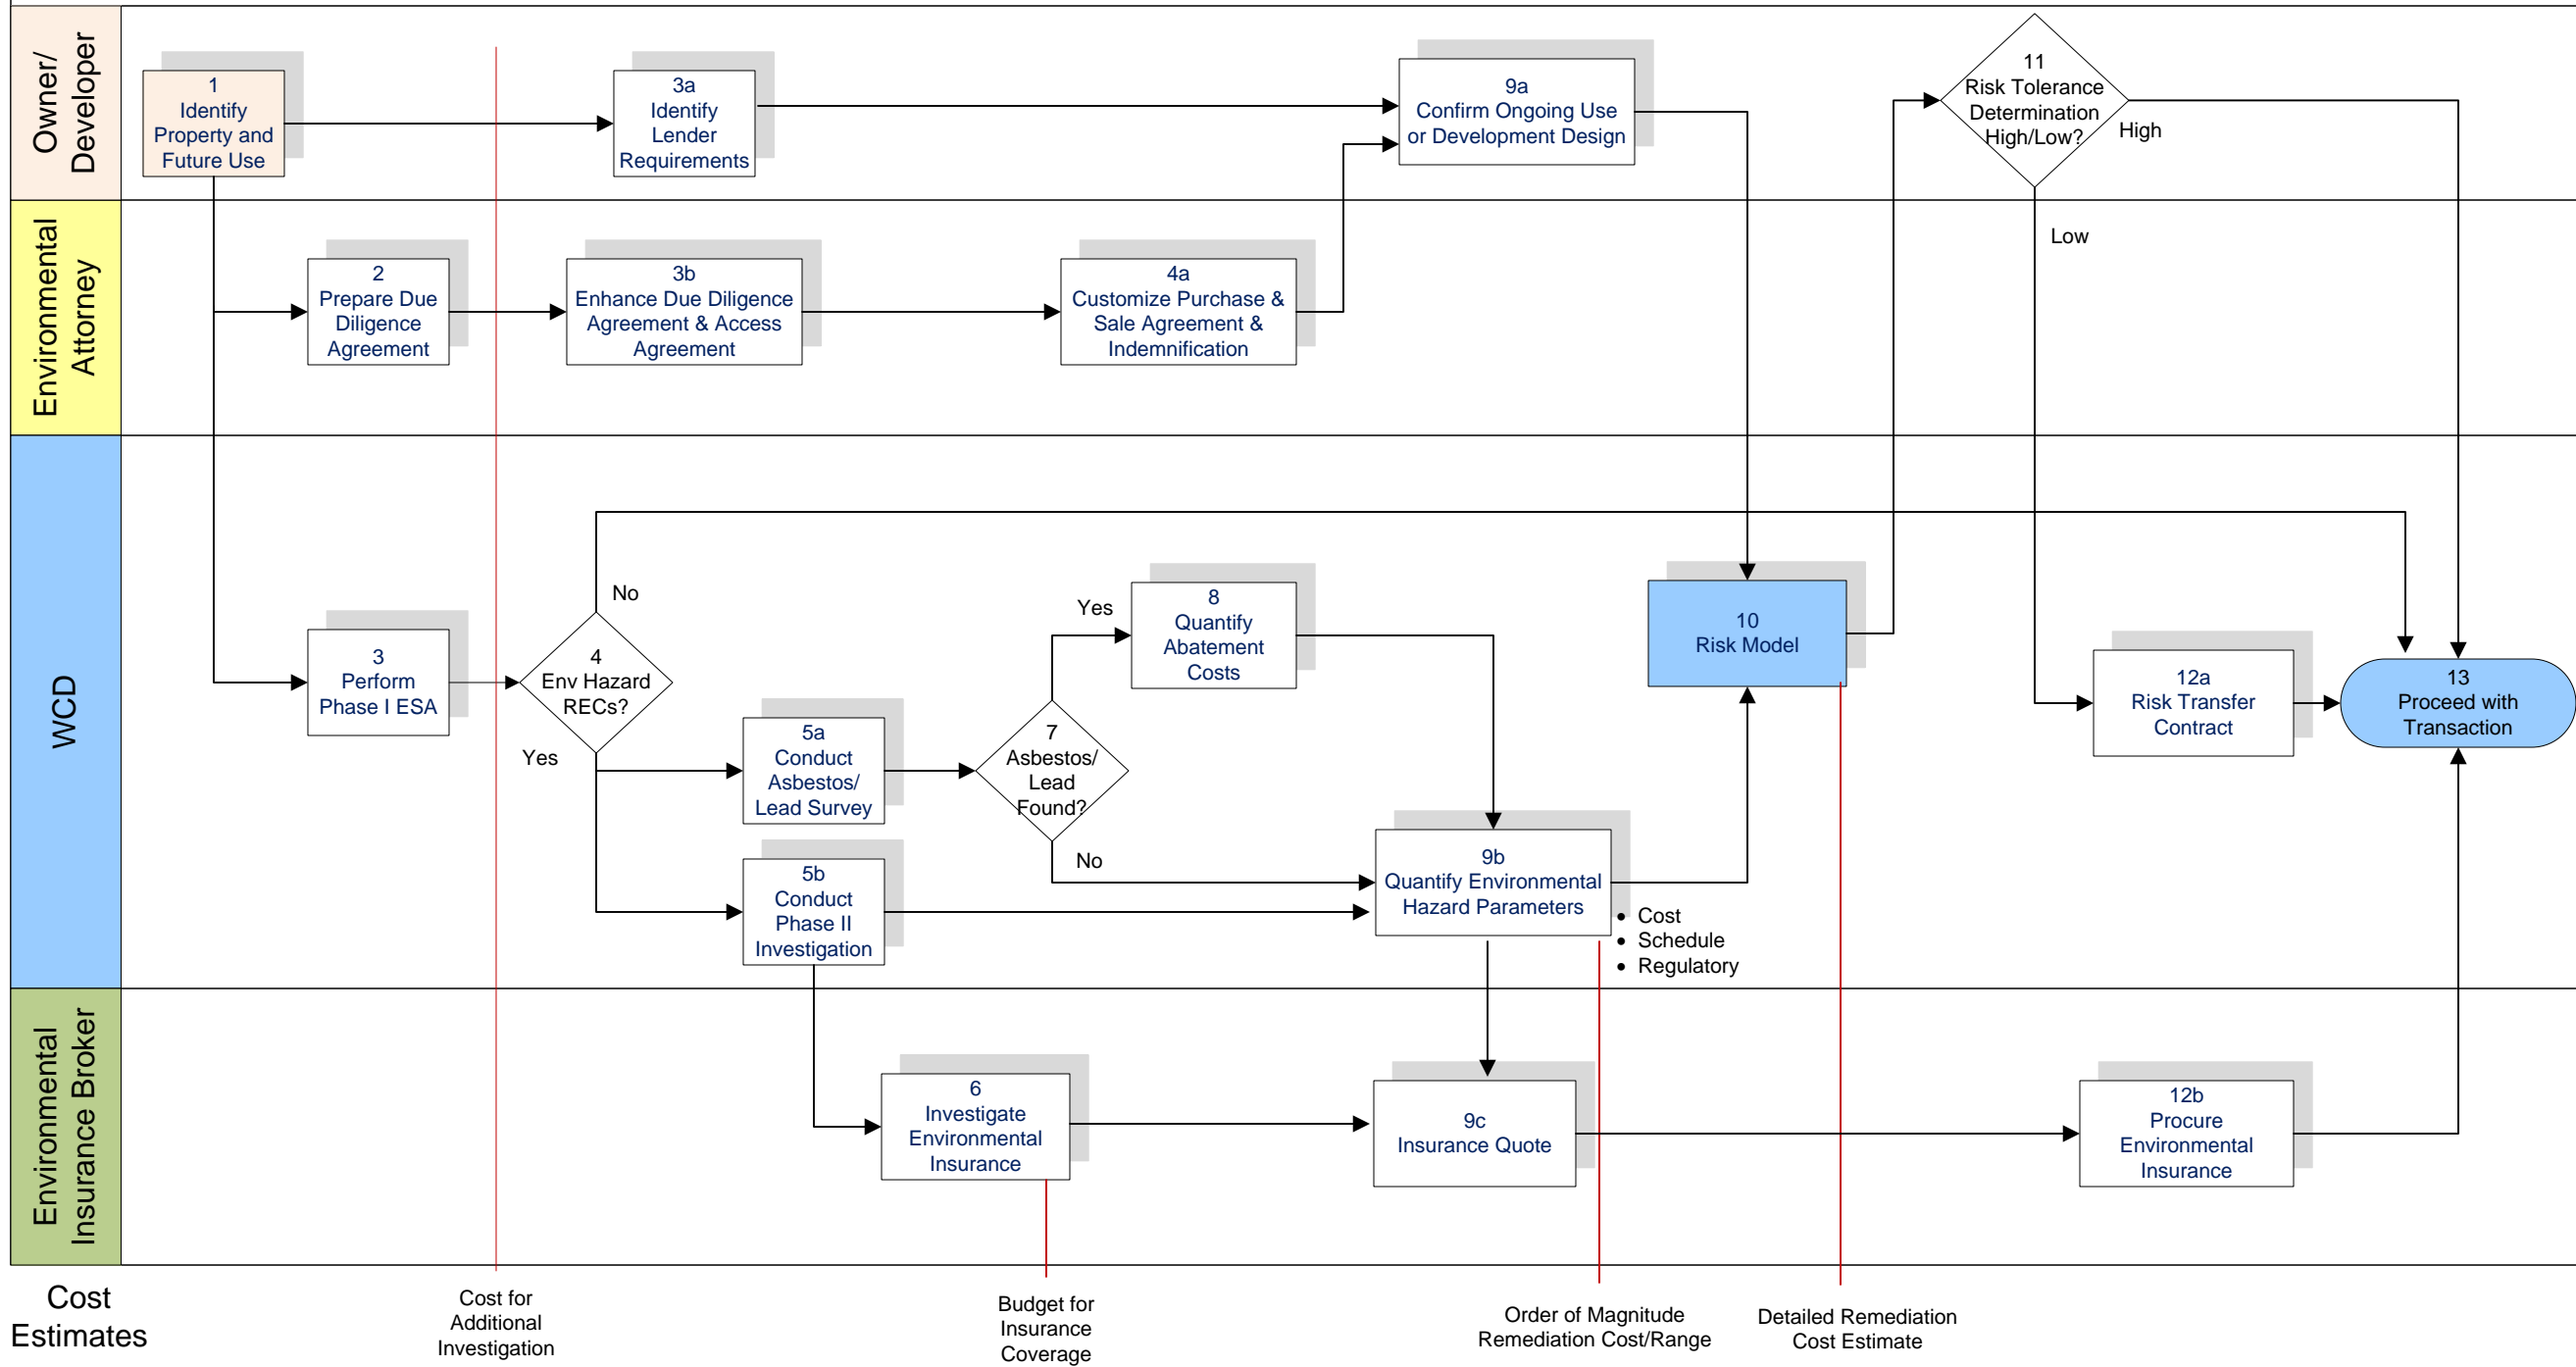 Owner/
Developer
1
Identify
Property and
Future Use
3a
Identify
Lender
Requirements
9a
Confirm Ongoing Use
or Development Design
11
Risk Tolerance
Determination
High/Low?
High
Low
Environmental
Attorney
2
Prepare Due
Diligence
Agreement
3b
Enhance Due Diligence
Agreement & Access
Agreement
4a
Customize Purchase &
Sale Agreement &
Indemnification
WCD
3
Perform
Phase I ESA
4
Env Hazard
RECs?
No
Yes
5a
Conduct
Asbestos/
Lead Survey
5b
Conduct
Phase II
Investigation
7
Asbestos/
Lead
Found?
Yes
No
8
Quantify
Abatement
Costs
9b
Quantify Environmental
Hazard Parameters
• Cost
• Schedule
• Regulatory
10
Risk Model
12a
Risk Transfer
Contract
13
Proceed with
Transaction
Environmental
Insurance Broker
6
Investigate
Environmental
Insurance
9c
Insurance Quote
12b
Procure
Environmental
Insurance
Cost
Estimates
Cost for
Additional
Investigation
Budget for
Insurance
Coverage
Order of Magnitude
Remediation Cost/Range
Detailed Remediation
Cost Estimate